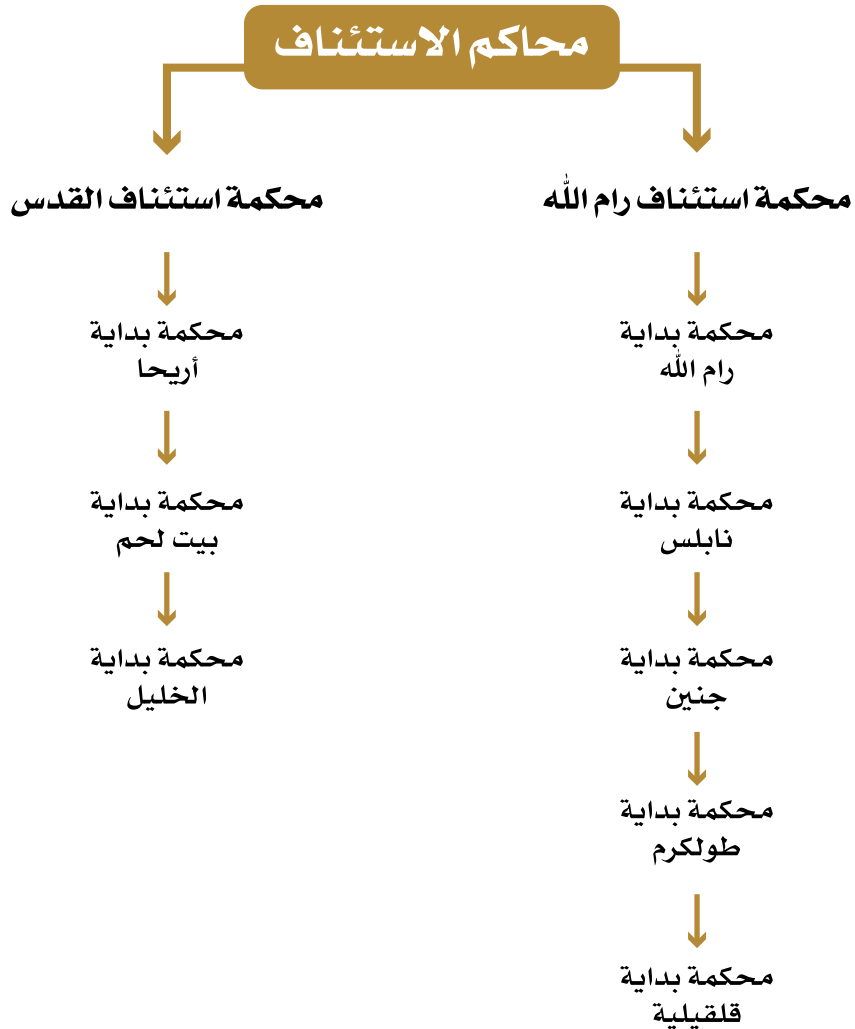 محاكم الاستئناف
محكمة استئناف رام الله
محكمة بداية
رام الله
محكمة بداية
نابلس
محكمة بداية
جنين
محكمة بداية
طولكرم
محكمة بداية
قلقيلية
محكمة استئناف القدس
محكمة بداية
أريحا
محكمة بداية
بيت لحم
محكمة بداية
الخليل